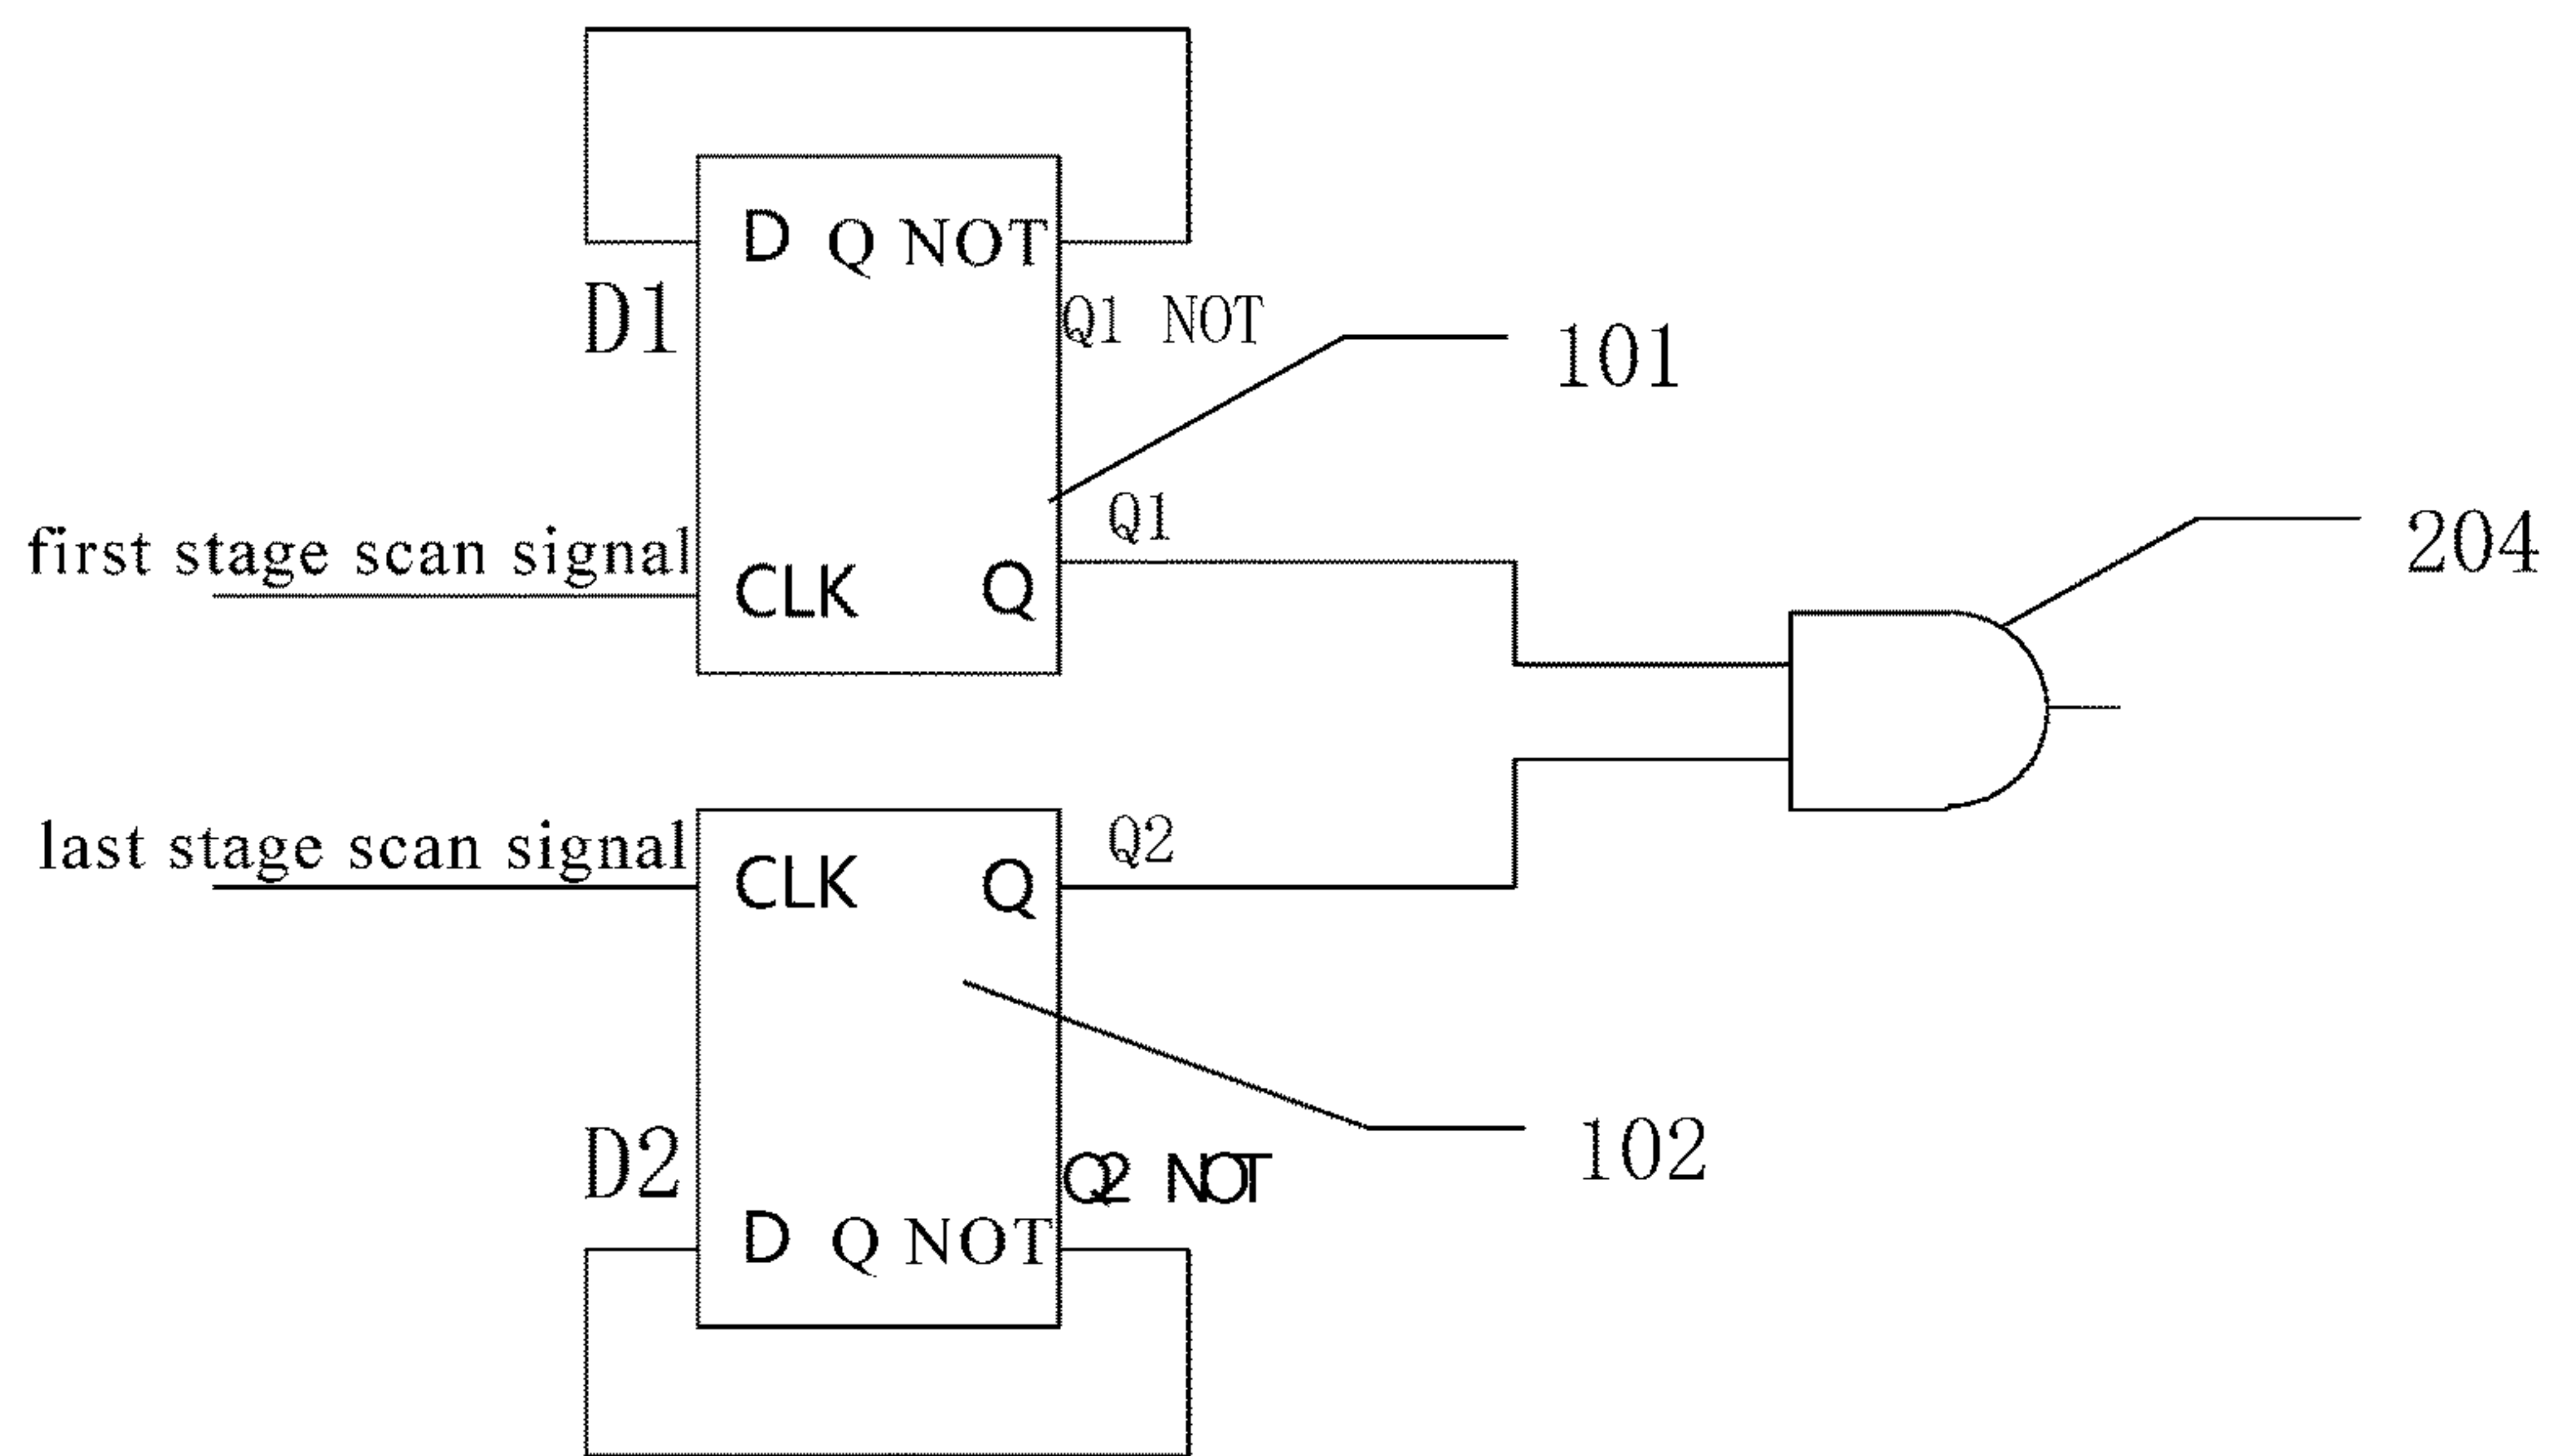 D Q NOT
D1
Q1 NOT
101
Q1
204
first stage scan signal
CLK Q
last stage scan signal
Q2
CLK Q
102
D2
Q2 NOT
D Q NOT